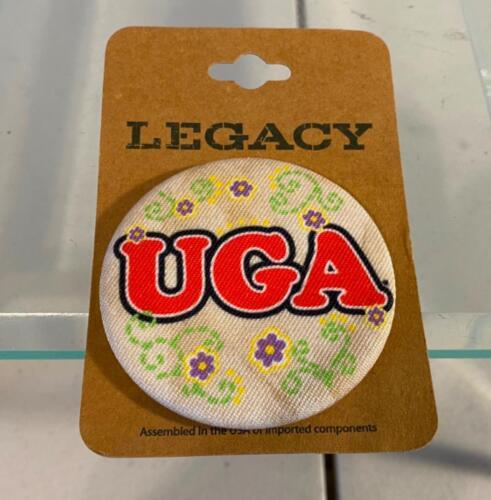 LEGACY
UGA
Assembled in the USA of imported components